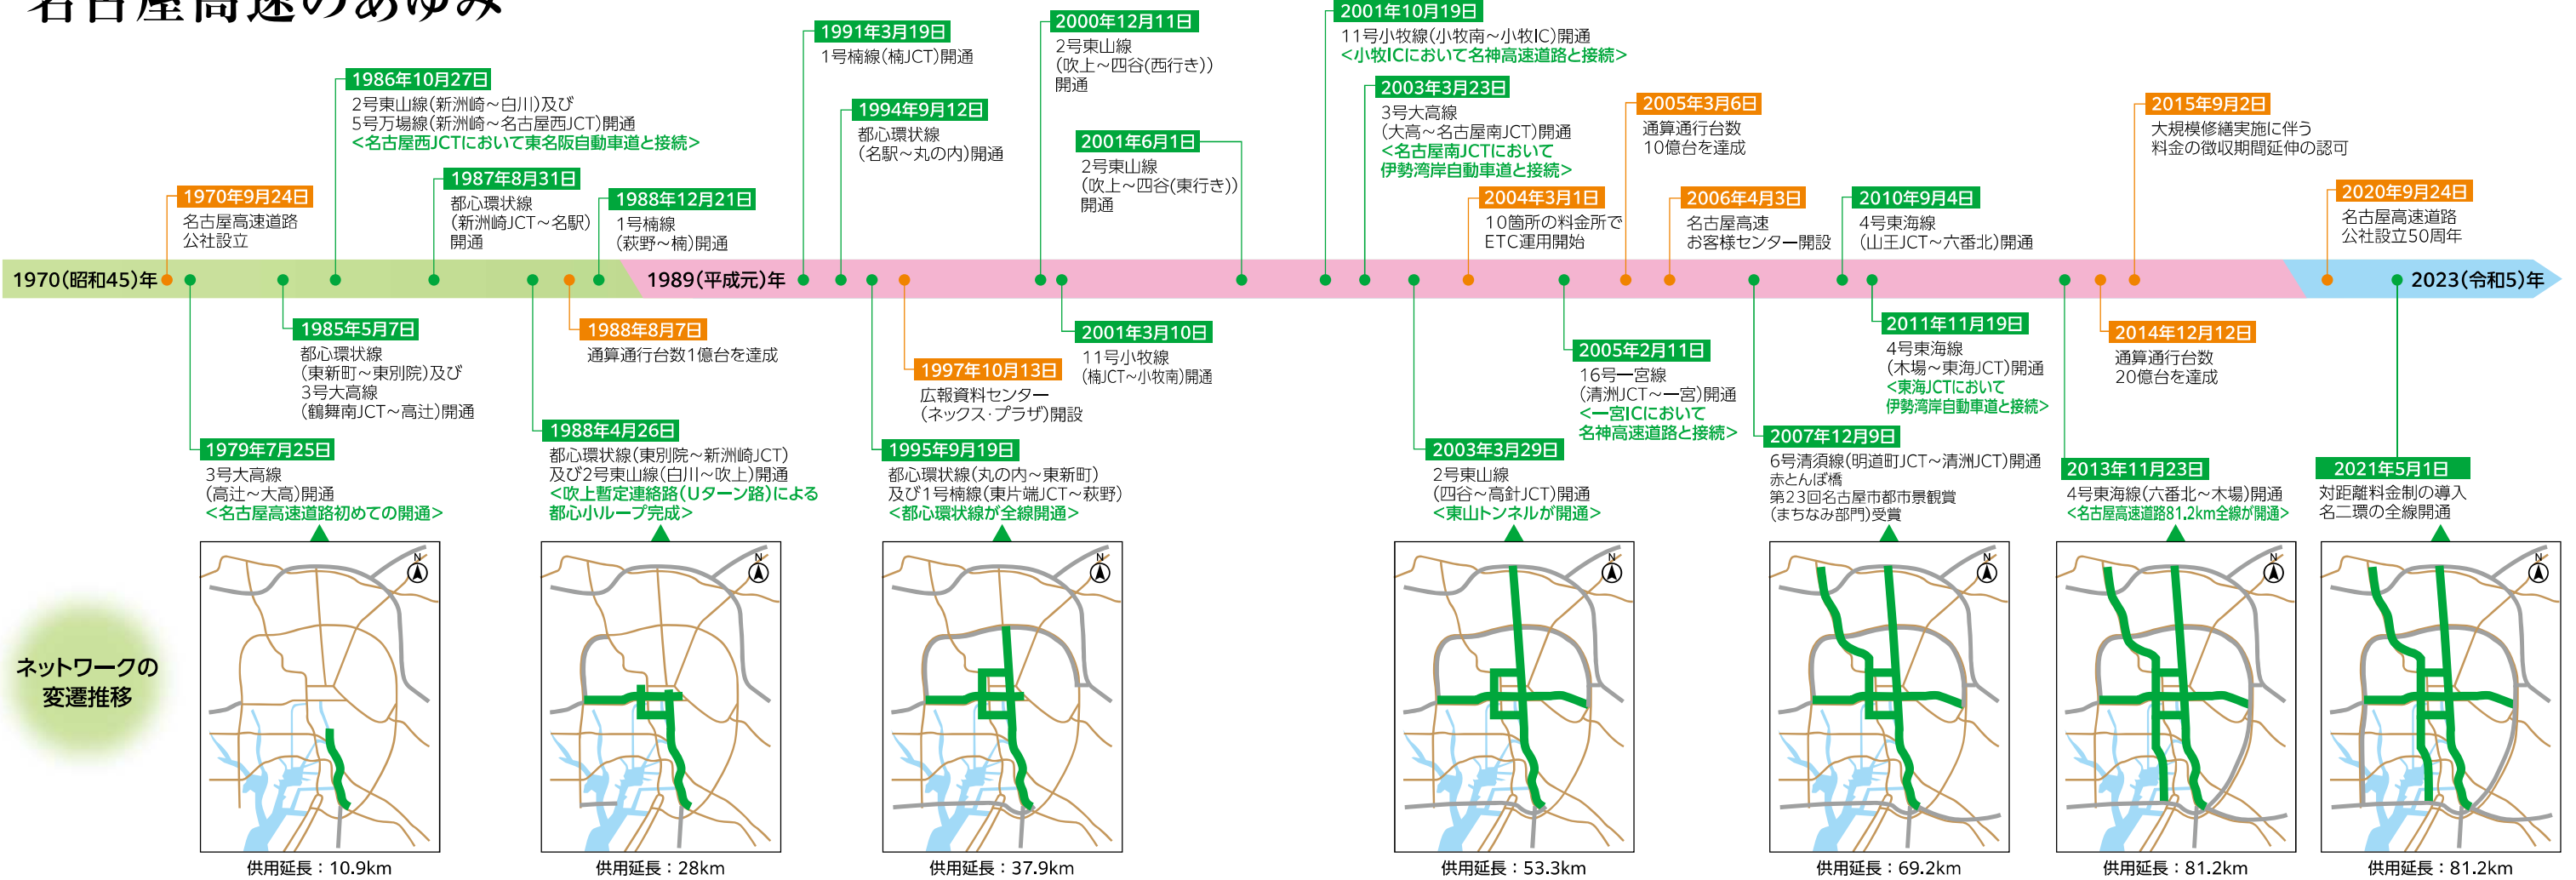 名古屋高速のあゆみ
1970年9月24日
名古屋高速道路
公社設立
1986年10月27日
2号東山線(新洲崎～白川)及び
5号万場線(新洲崎～名古屋西JCT)開通
<名古屋西JCTにおいて東名阪自動車道と接続>
1987年8月31日
都心環状線
(新洲崎JCT～名駅)
開通
1988年12月21日
1号楠線
(萩野～楠)開通
1991年3月19日
1号楠線(楠JCT)開通
1994年9月12日
都心環状線
(名駅～丸の内)開通
2000年12月11日
2号東山線
(吹上～四谷(西行き))
開通
2001年6月1日
2号東山線
(吹上～四谷(東行き))
開通
2001年10月19日
11号小牧線(小牧南～小牧IC)開通
<小牧ICにおいて名神高速道路と接続>
2003年3月23日
3号大高線
(大高～名古屋南JCT)開通
<名古屋南JCTにおいて
伊勢湾岸自動車道と接続>
2004年3月1日
10箇所の料金所で
ETC運用開始
2005年3月6日
通算通行台数
10億台を達成
2006年4月3日
名古屋高速
お客様センター開設
2010年9月4日
4号東海線
(山王JCT～六番北)開通
2015年9月2日
大規模修繕実施に伴う
料金の徴収期間延伸の認可
2020年9月24日
名古屋高速道路
公社設立50周年
1970(昭和45)年
1989(平成元)年
2023(令和5)年
1979年7月25日
3号大高線
(高辻～大高)開通
<名古屋高速道路初めての開通>
1985年5月7日
都心環状線
(東新町～東別院)及び
3号大高線
(鶴舞南JCT～高辻)開通
1988年4月26日
都心環状線(東別院～新洲崎JCT)
及び2号東山線(白川～吹上)開通
<吹上暫定連絡路(Uターン路)による
都心小ループ完成>
1988年8月7日
通算通行台数1億台を達成
1995年9月19日
都心環状線(丸の内～東新町)
及び1号楠線(東片端JCT～萩野)
<都心環状線が全線開通>
1997年10月13日
広報資料センター
(ネックス・プラザ)開設
2001年3月10日
11号小牧線
(楠JCT～小牧南)開通
2003年3月29日
2号東山線
(四谷～高針JCT)開通
<東山トンネルが開通>
2005年2月11日
16号一宮線
(清洲JCT～一宮)開通
<一宮ICにおいて
名神高速道路と接続>
2007年12月9日
6号清須線(明道町JCT～清洲JCT)開通
赤とんぼ橋
第23回名古屋市都市景観賞
(まちなみ部門)受賞
2011年11月19日
4号東海線
(木場～東海JCT)開通
<東海JCTにおいて
伊勢湾岸自動車道と接続>
2013年11月23日
4号東海線(六番北～木場)開通
<名古屋高速道路81.2km全線が開通>
2014年12月12日
通算通行台数
20億台を達成
2021年5月1日
対距離料金制の導入
名二環の全線開通
ネットワークの
変遷推移
N
N
N
N
N
N
N
供用延長：10.9km
供用延長：28km
供用延長：37.9km
供用延長：53.3km
供用延長：69.2km
供用延長：81.2km
供用延長：81.2km